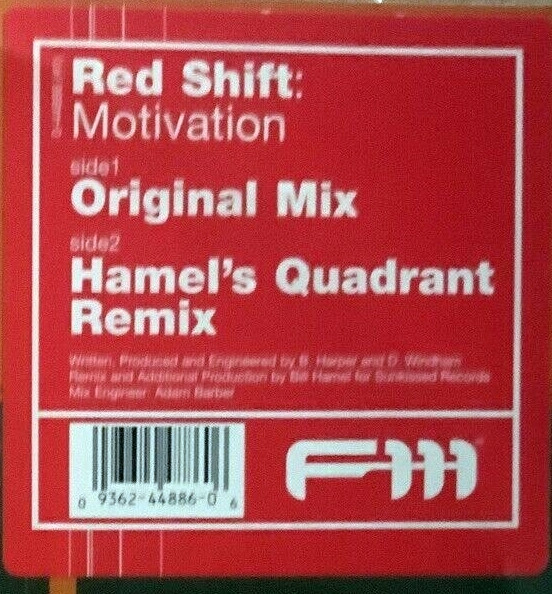 Red Shift:
Motivation
side1
Original Mix
side2
Hamel's Quadrant
Remix
Written, Produced and Engineered by B. Harper and D. Windham
Remix and Additional Production by Bill Hamel for Sunkissed Records
Mix Engineer: Adam Barber
0 9362-44886-0 6